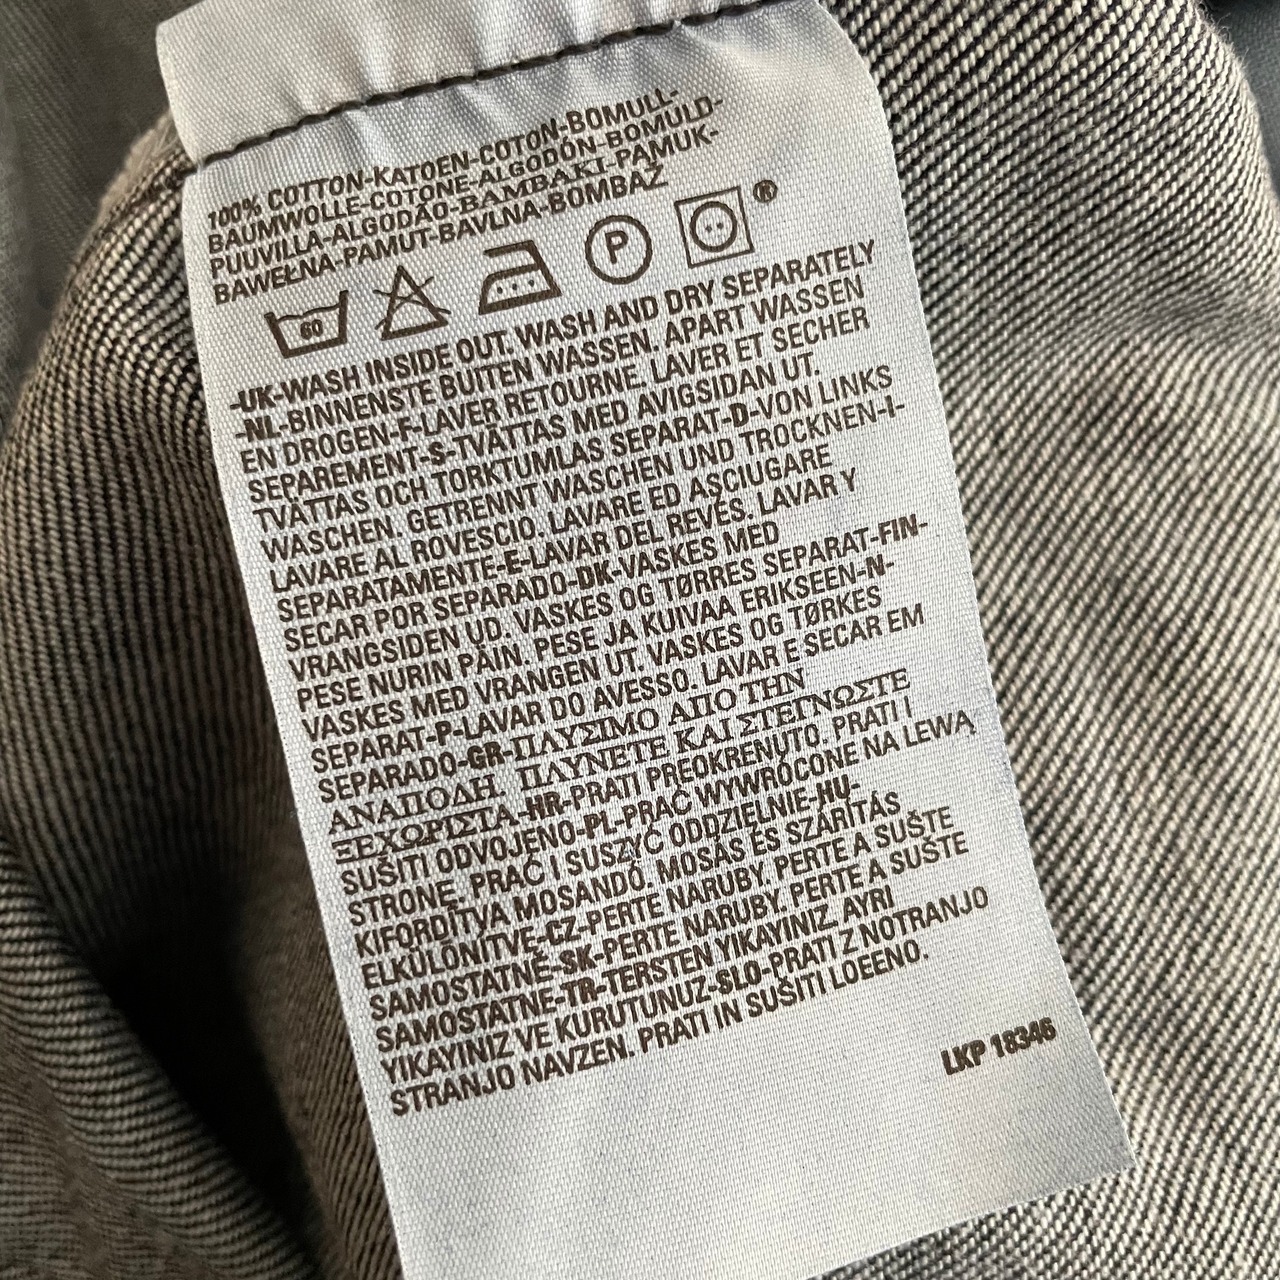 100% COTTON-KATOEN-COTON-BOMULL-
BAUMWOLLE-COTONE-ALGODÓN-BOMULD-
PUUVILLA-ALGODÃO-BAMBAKI-PAMUK-
BAWEŁNA-PAMUT-BAVLNA-BOMBAŽ
60 P ®
-UK-WASH INSIDE OUT. WASH AND DRY SEPARATELY
-NL-BINNENSTE BUITEN WASSEN. APART WASSEN
EN DROGEN-F-LAVER RETOURNE. LAVER ET SECHER
SEPAREMENT-S-TVÄTTAS MED AVIGSIDAN UT.
TVÄTTAS OCH TORKTUMLAS SEPARAT-D-VON LINKS
WASCHEN. GETRENNT WASCHEN UND TROCKNEN-I-
LAVARE AL ROVESCIO. LAVARE ED ASCIUGARE
SEPARATAMENTE-E-LAVAR DEL REVÉS. LAVAR Y
SECAR POR SEPARADO-DK-VASKES MED
VRANGSIDEN UD. VASKES OG TØRRES SEPARAT-FIN-
PESE NURIN PÄIN. PESE JA KUIVAA ERIKSEEN-N-
VASKES MED VRANGEN UT. VASKES OG TØRKES
SEPARAT-P-LAVAR DO AVESSO. LAVAR E SECAR EM
SEPARADO-GR-ΠΛΥΣΙΜΟ ΑΠΟ ΤΗΝ
ΑΝΑΠΟΔΗ. ΠΛΥΝΕΤΕ ΚΑΙ ΣΤΕΓΝΩΣΤΕ
ΞΕΧΩΡΙΣΤΑ-HR-PRATI PREOKRENUTO. PRATI I
SUŠITI ODVOJENO-PL-PRAĆ WYWRÓCONE NA LEWĄ
STRONĘ. PRAĆ I SUSZYĆ ODDZIELNIE-HU-
KIFORDÍTVA MOSANDÓ. MOSÁS ÉS SZÁRÍTÁS
ELKÜLÖNÍTVE-CZ-PERTE NARUBY. PERTE A SUŠTE
SAMOSTATNĚ-SK-PERTE NARUBY. PERTE A SUŠTE
SAMOSTATNE-TR-TERSTEN YIKAYINIZ. AYRI
YIKAYINIZ VE KURUTUNUZ-SLO-PRATI Z NOTRANJO
STRANJO NAVZEN. PRATI IN SUŠITI LOEENO.
LKP 18346